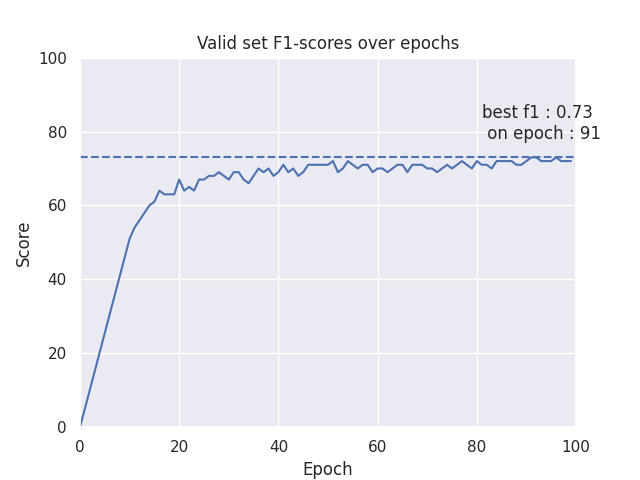 Valid set F1-scores over epochs
100
80
60
40
20
0
Score
best f1 : 0.73
on epoch : 91
0 20 40 60 80 100
Epoch